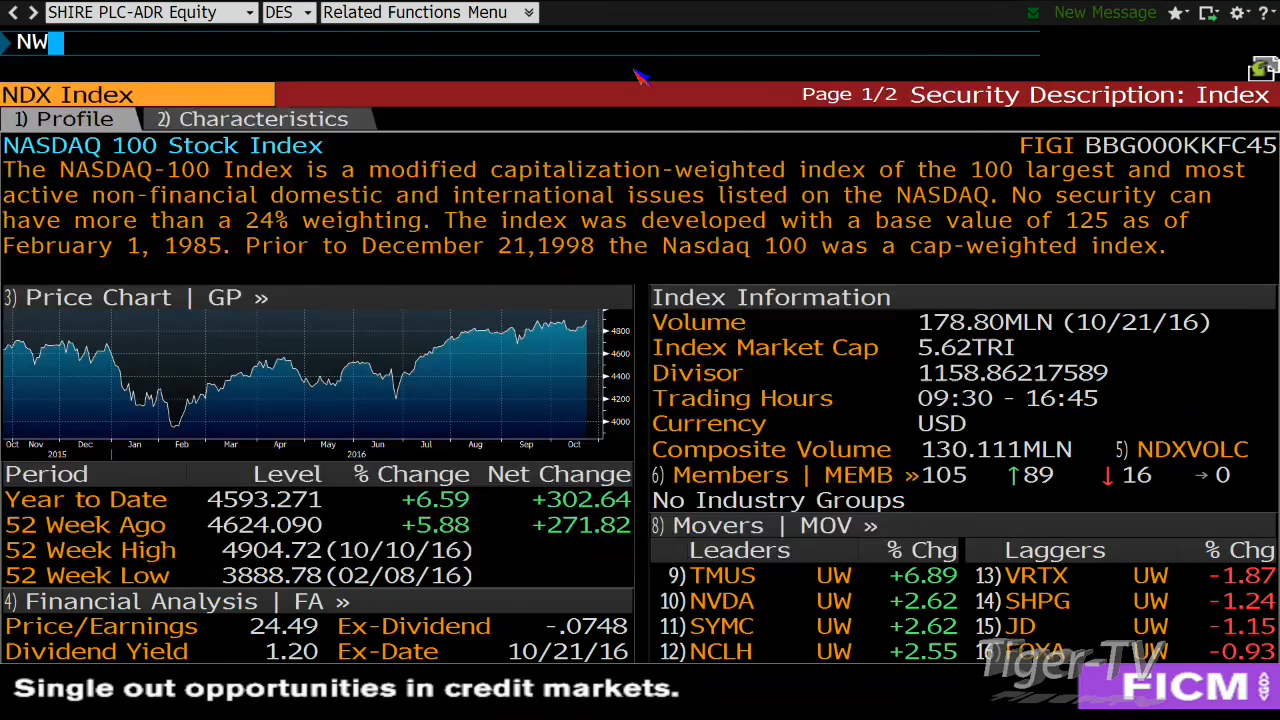 SHIRE PLC-ADR Equity DES Related Functions Menu New Message
NW
NDX Index Page 1/2 Security Description: Index
1) Profile 2) Characteristics
NASDAQ 100 Stock Index FIGI BBG000KKFC45
The NASDAQ-100 Index is a modified capitalization-weighted index of the 100 largest and most
active non-financial domestic and international issues listed on the NASDAQ. No security can
have more than a 24% weighting. The index was developed with a base value of 125 as of
February 1, 1985. Prior to December 21,1998 the Nasdaq 100 was a cap-weighted index.
3) Price Chart | GP »
4800
4600
4400
4200
4000
Oct Nov Dec Jan Feb Mar Apr May Jun Jul Aug Sep Oct
2015 2016
Period Level % Change Net Change
Year to Date 4593.271 +6.59 +302.64
52 Week Ago 4624.090 +5.88 +271.82
52 Week High 4904.72 (10/10/16)
52 Week Low 3888.78 (02/08/16)
4) Financial Analysis | FA »
Price/Earnings 24.49 Ex-Dividend -.0748
Dividend Yield 1.20 Ex-Date 10/21/16
Index Information
Volume 178.80MLN (10/21/16)
Index Market Cap 5.62TRI
Divisor 1158.86217589
Trading Hours 09:30 - 16:45
Currency USD
Composite Volume 130.111MLN 5) NDXVOLC
6) Members | MEMB » 105 ↑89 ↓16 →0
No Industry Groups
8) Movers | MOV »
Leaders % Chg Laggers % Chg
9) TMUS UW +6.89 13) VRTX UW -1.87
10) NVDA UW +2.62 14) SHPG UW -1.24
11) SYMC UW +2.62 15) JD UW -1.15
12) NCLH UW +2.55 16) FOXA UW -0.93
Tiger-TV
Single out opportunities in credit markets. FICM <GO>